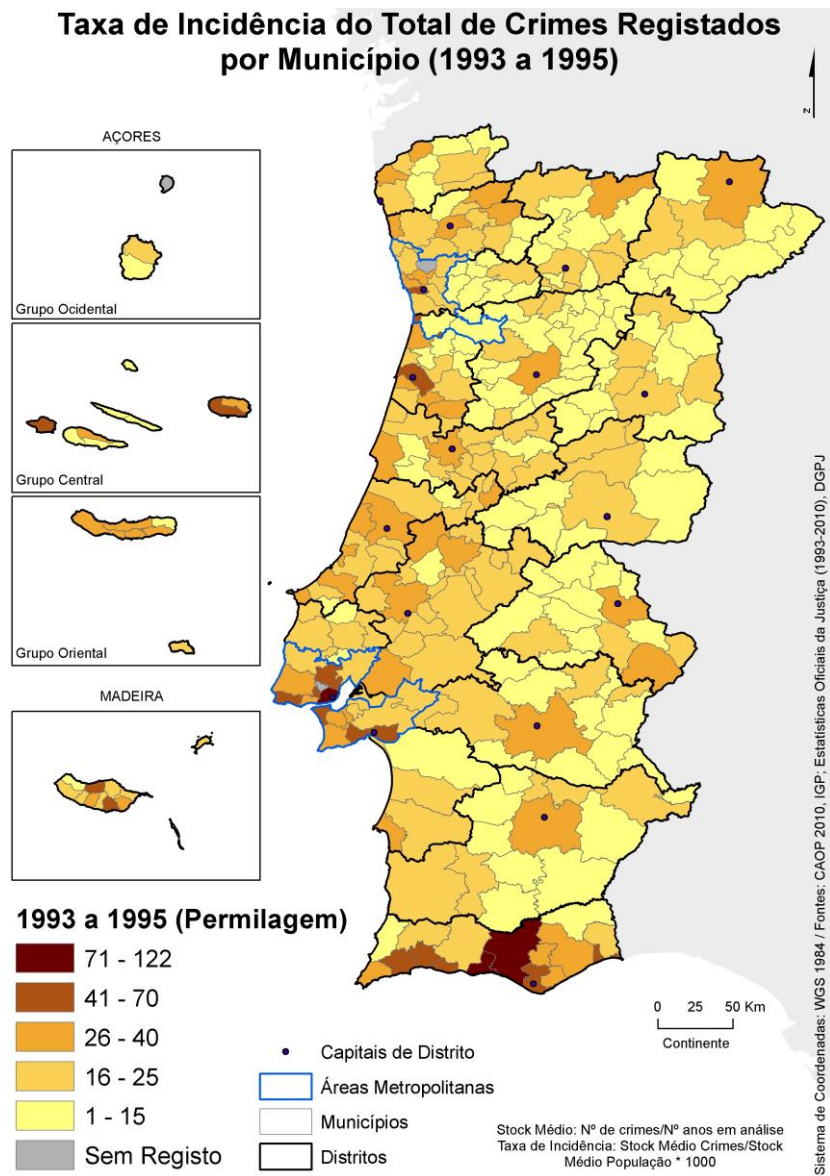 Taxa de Incidência do Total de Crimes Registados
por Município (1993 a 1995)
z
AÇORES
Grupo Ocidental
Grupo Central
Grupo Oriental
MADEIRA
1993 a 1995 (Permilagem)
71 - 122
41 - 70
26 - 40
16 - 25
1 - 15
Sem Registo
Capitais de Distrito
Áreas Metropolitanas
Municípios
Distritos
0 25 50 Km
Continente
Stock Médio: Nº de crimes/Nº anos em análise
Taxa de Incidência: Stock Médio Crimes/Stock
Médio População * 1000
Sistema de Coordenadas: WGS 1984 / Fontes: CAOP 2010, IGP; Estatísticas Oficiais da Justiça (1993-2010), DGPJ